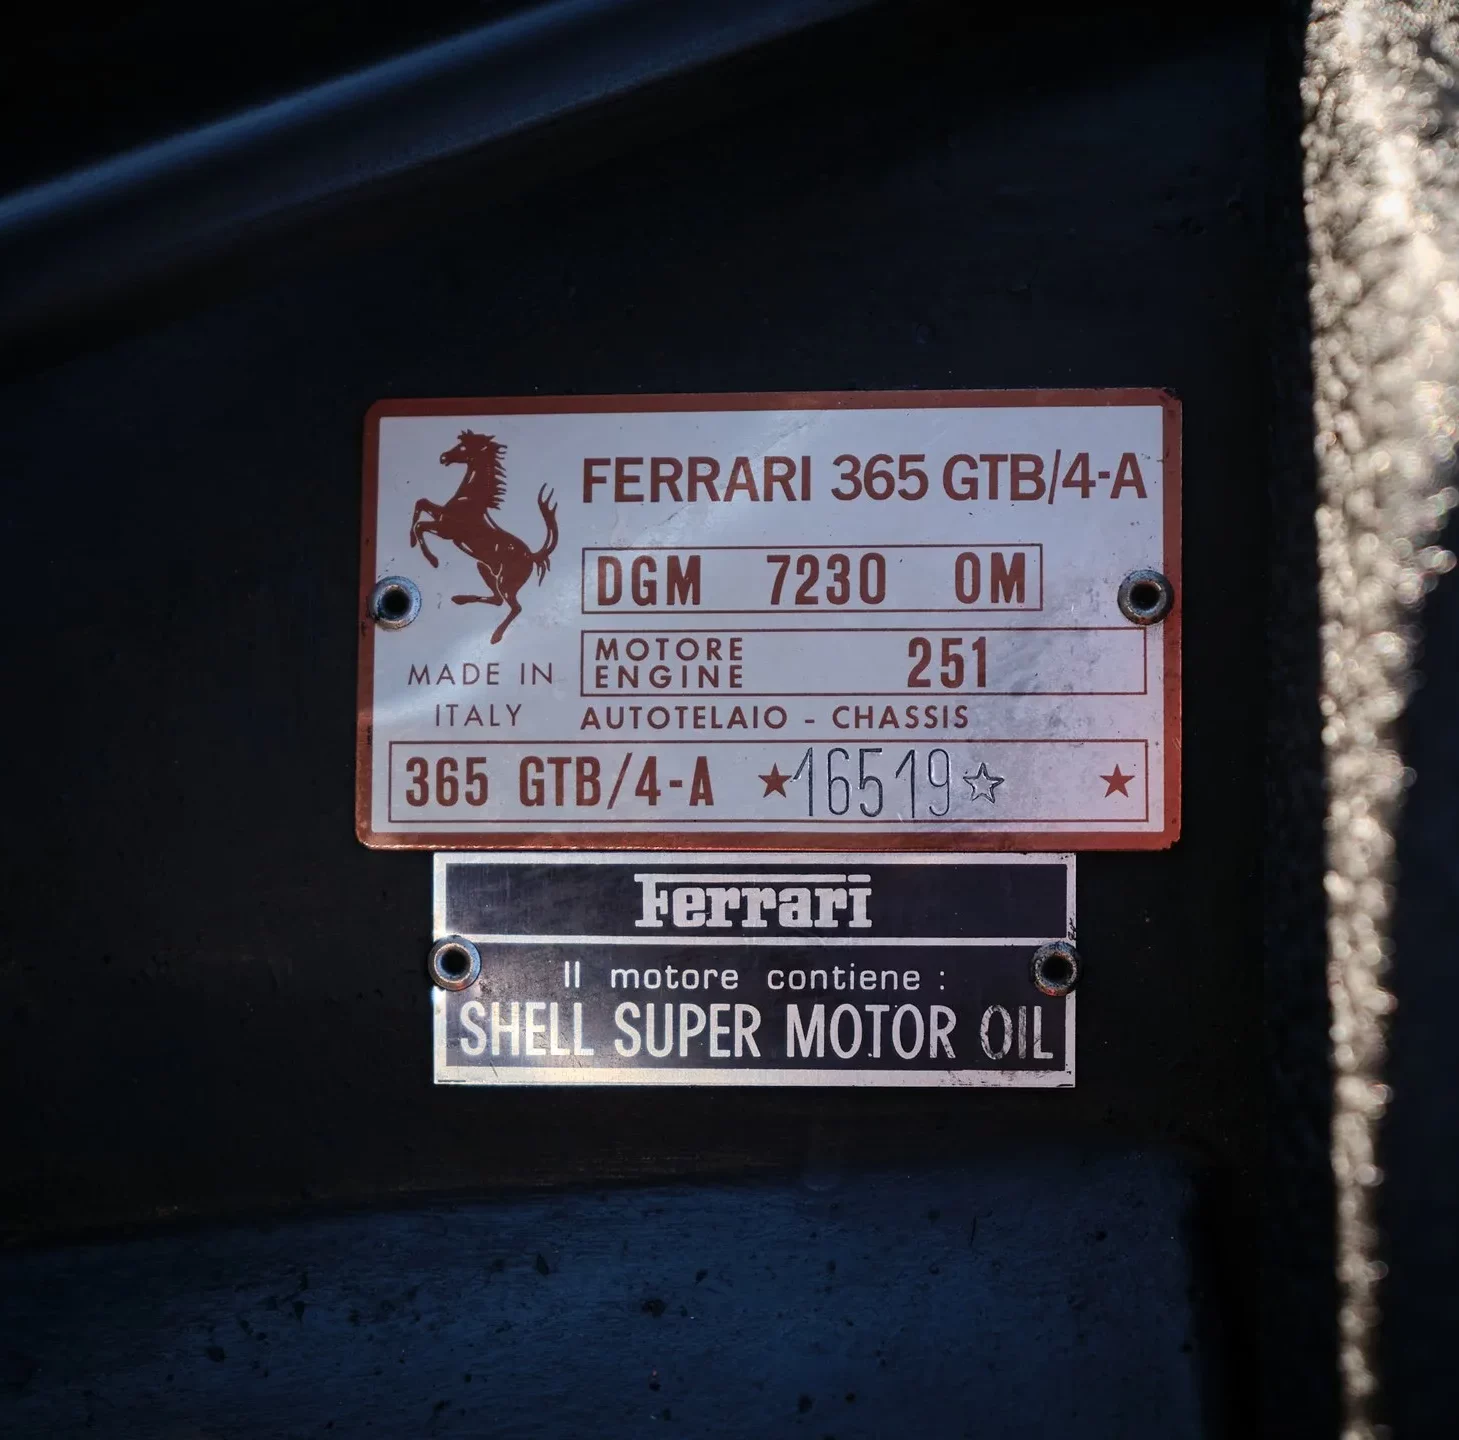 FERRARI 365 GTB/4-A
DGM 7230 OM
MOTORE
ENGINE
251
MADE IN
ITALY
AUTOTELAIO - CHASSIS
365 GTB/4-A ★16519☆ ★
Ferrari
Il motore contiene :
SHELL SUPER MOTOR OIL